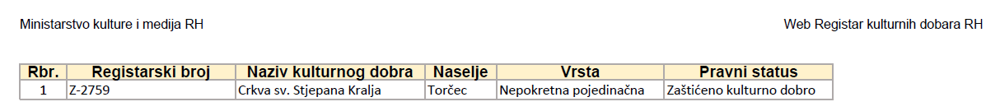 Ministarstvo kulture i medija RH Web Registar kulturnih dobara RH
Rbr. Registarski broj Naziv kulturnog dobra Naselje Vrsta Pravni status
1 Z-2759 Crkva sv. Stjepana Kralja Torčec Nepokretna pojedinačna Zaštićeno kulturno dobro